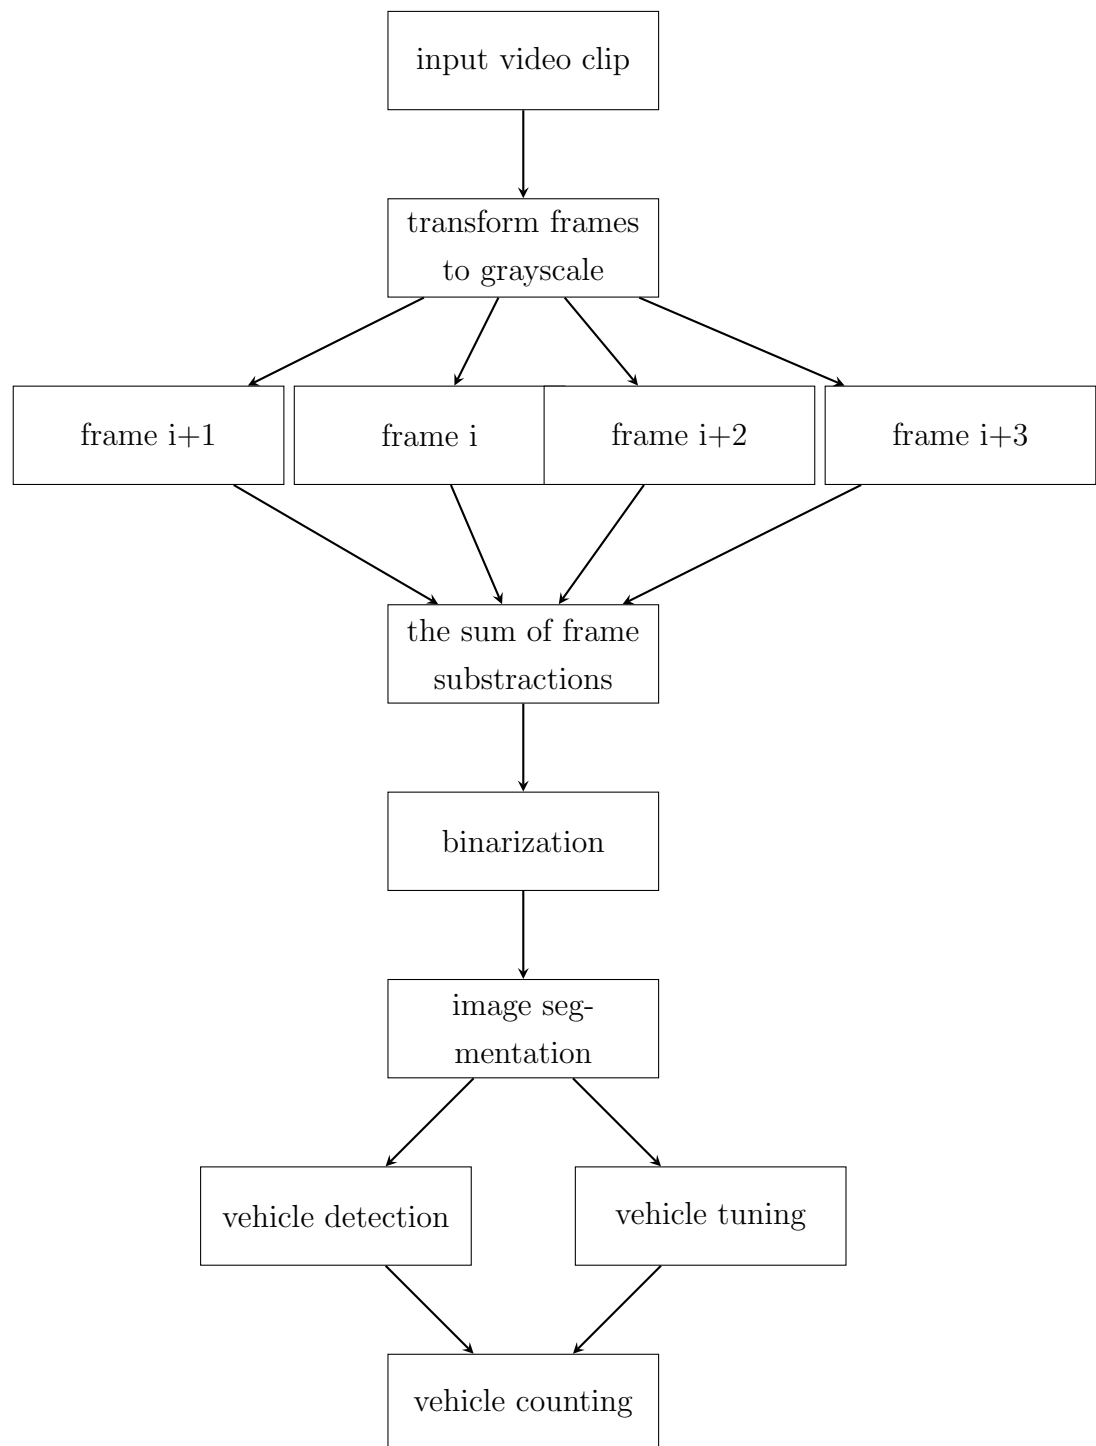 input video clip
transform frames
to grayscale
frame i+1
frame i
frame i+2
frame i+3
the sum of frame
substractions
binarization
image seg-
mentation
vehicle detection
vehicle tuning
vehicle counting